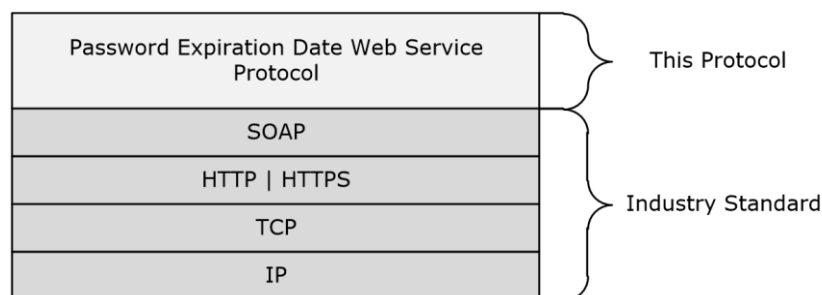 Password Expiration Date Web Service
Protocol
This Protocol
SOAP
HTTP | HTTPS
TCP
IP
Industry Standard